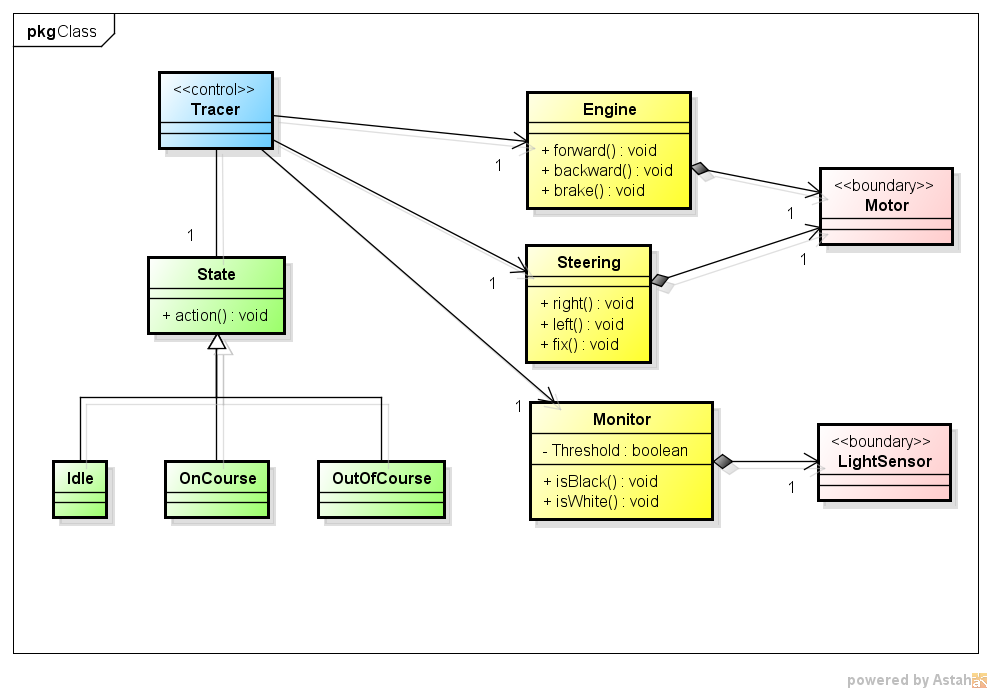 pkg Class
<<control>>
Tracer
Engine
+ forward() : void
+ backward() : void
+ brake() : void
1
<<boundary>>
Motor
1
1
1
State
+ action() : void
Steering
+ right() : void
+ left() : void
+ fix() : void
1
1
Monitor
- Threshold : boolean
+ isBlack() : void
+ isWhite() : void
<<boundary>>
LightSensor
1
Idle
OnCourse
OutOfCourse
powered by Astah